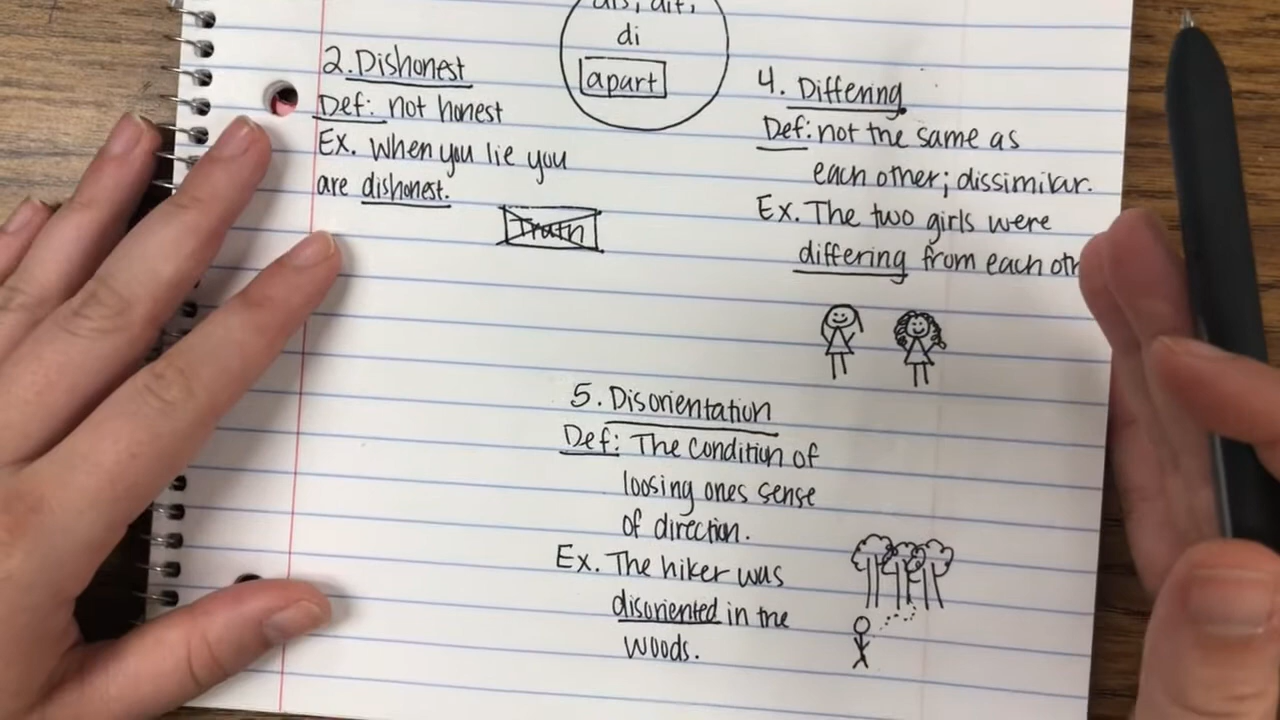 dis, dif,
di
apart
2. Dishonest
Def: not honest
Ex. When you lie you
are dishonest.
Truth
4. Differing
Def: not the same as
each other; dissimilar.
Ex. The two girls were
differing from each oth
5. Disorientation
Def: The condition of
loosing ones sense
of direction.
Ex. The hiker was
disoriented in the
woods.